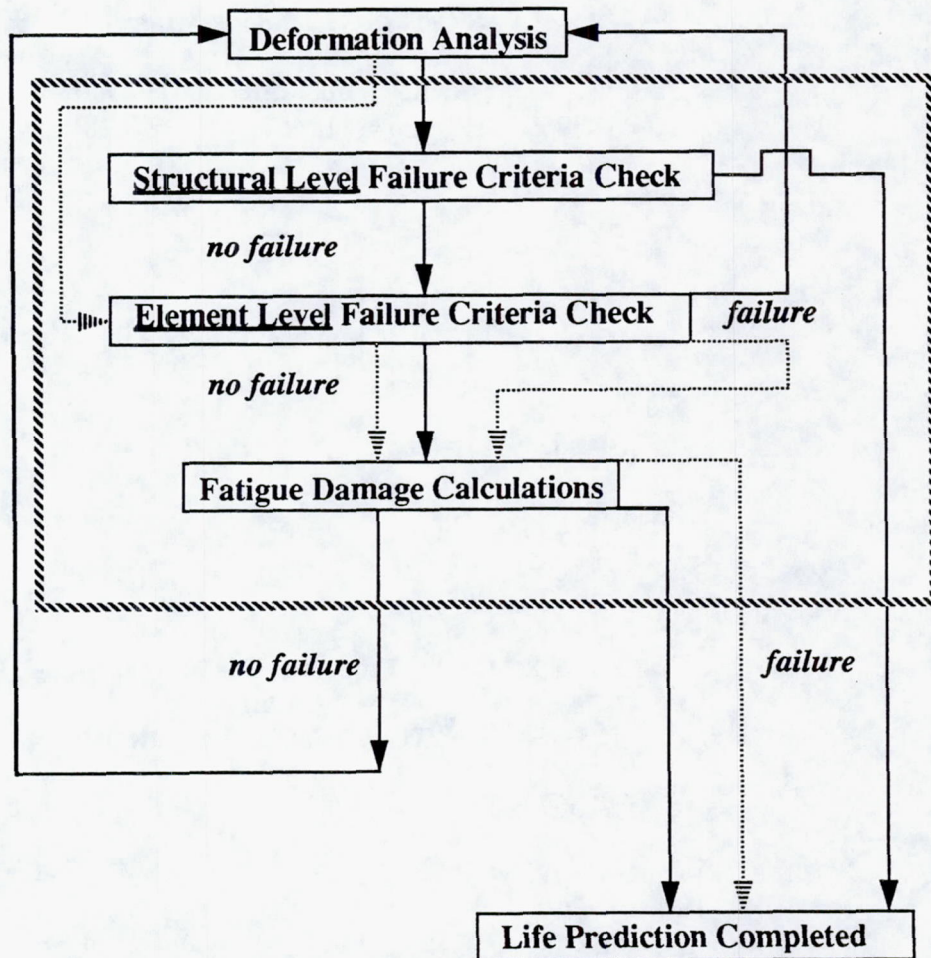 Deformation Analysis
Structural Level Failure Criteria Check
no failure
Element Level Failure Criteria Check
failure
no failure
Fatigue Damage Calculations
no failure
failure
Life Prediction Completed